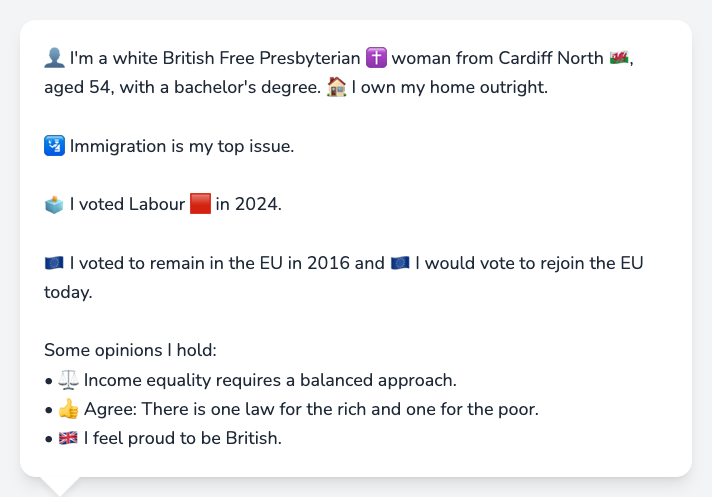 👤 I'm a white British Free Presbyterian ✝️ woman from Cardiff North 🏴󠁧󠁢󠁷󠁬󠁳󠁿,
aged 54, with a bachelor's degree. 🏠 I own my home outright.
🛂 Immigration is my top issue.
🗳️ I voted Labour 🟥 in 2024.
🇪🇺 I voted to remain in the EU in 2016 and 🇪🇺 I would vote to rejoin the EU
today.
Some opinions I hold:
• ⚖️ Income equality requires a balanced approach.
• 👍 Agree: There is one law for the rich and one for the poor.
• 🇬🇧 I feel proud to be British.